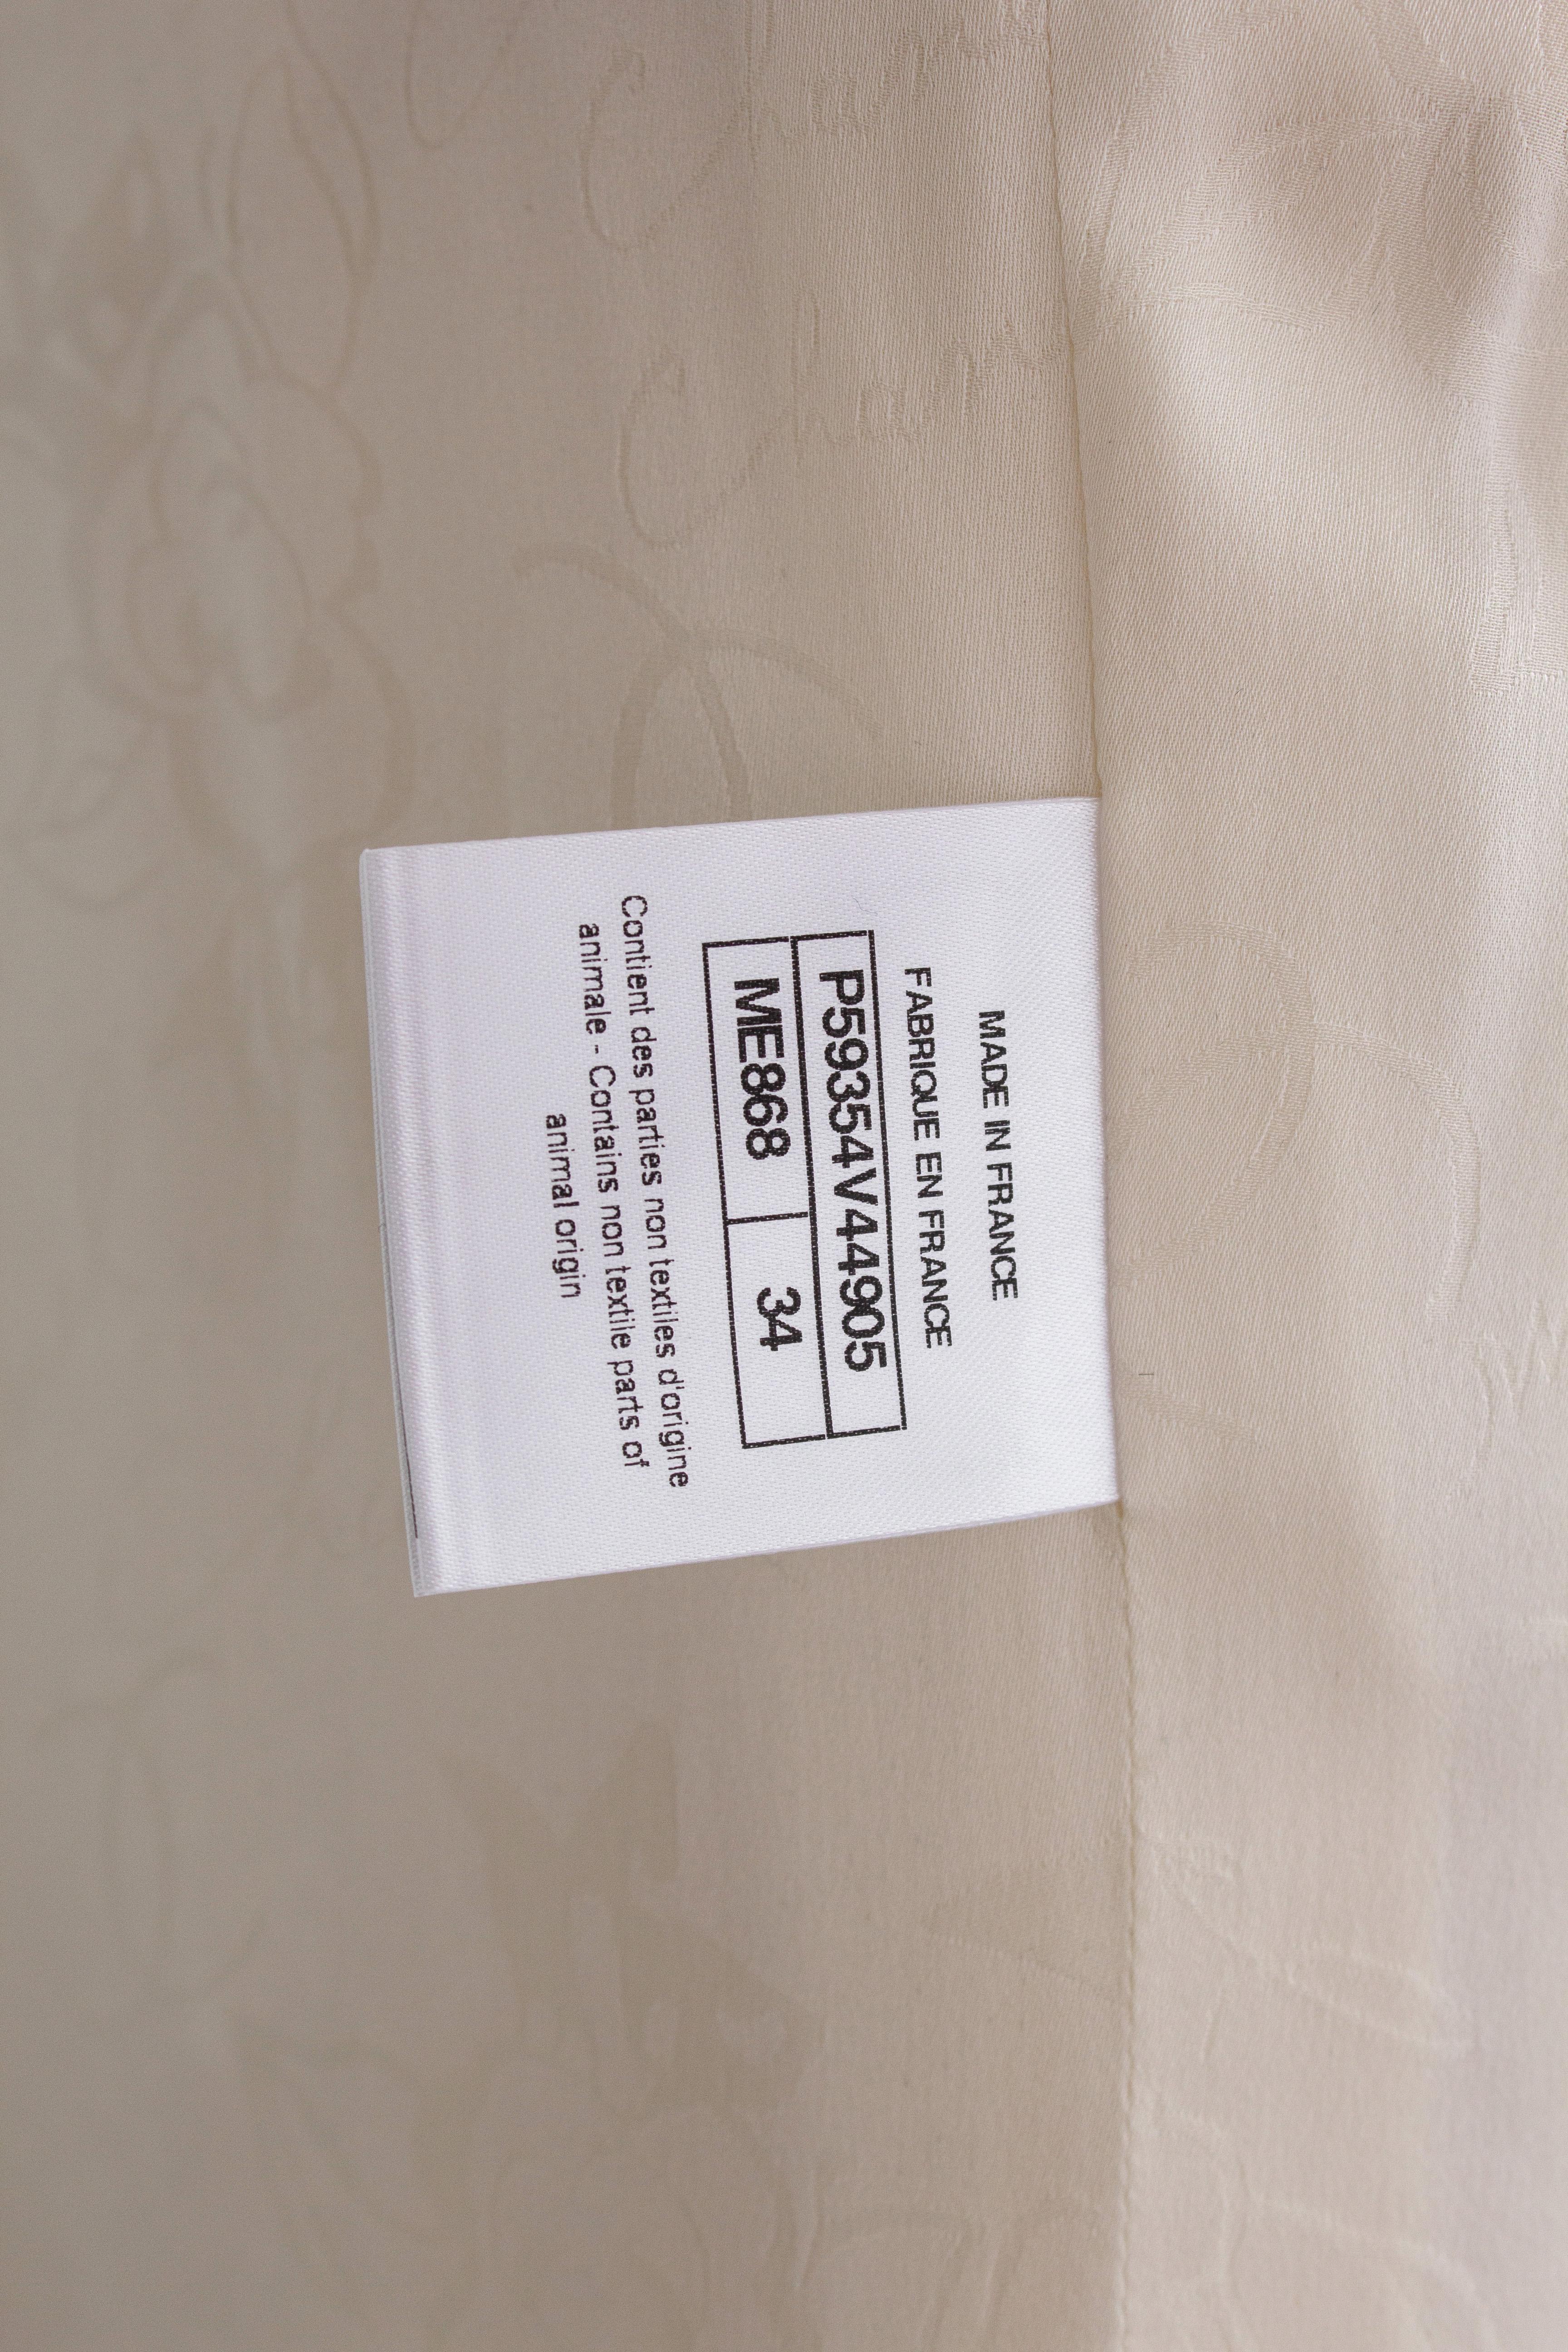 MADE IN FRANCE
FABRIQUE EN FRANCE
P59354V44905
ME868 34
Contient des parties non textiles d'origine
animale - Contains non textile parts of
animal origin